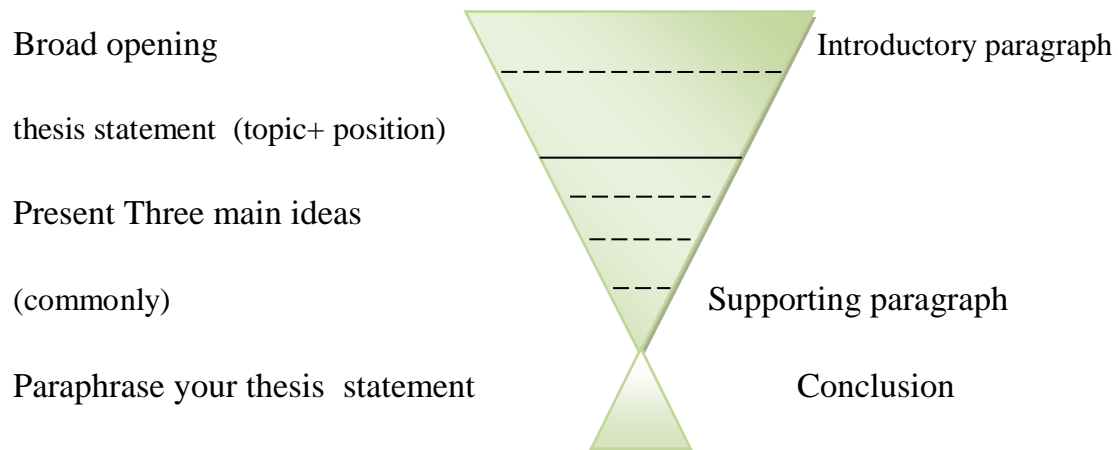 Broad opening Introductory paragraph
thesis statement (topic+ position)
Present Three main ideas
(commonly) Supporting paragraph
Paraphrase your thesis statement Conclusion